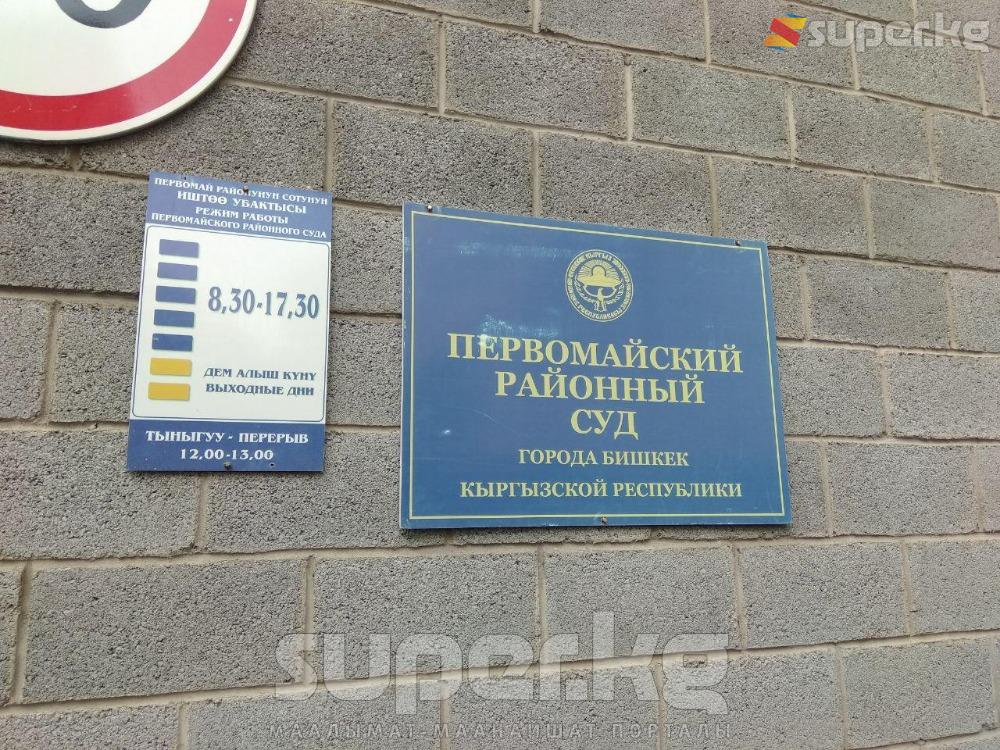 super.kg
ПЕРВОМАЙ РАЙОНУНУН СОТУНУН
ИШТӨӨ УБАКТЫСЫ
РЕЖИМ РАБОТЫ
ПЕРВОМАЙСКОГО РАЙОННОГО СУДА
8,30-17,30
ДЕМ АЛЫШ КҮНҮ
ВЫХОДНЫЕ ДНИ
ТЫНЫГУУ - ПЕРЕРЫВ
12,00-13,00
ПЕРВОМАЙСКИЙ
РАЙОННЫЙ
СУД
ГОРОДА БИШКЕК
КЫРГЫЗСКОЙ РЕСПУБЛИКИ
super.kg
МААЛЫМАТ-МААНАЙШАТ ПОРТАЛЫ